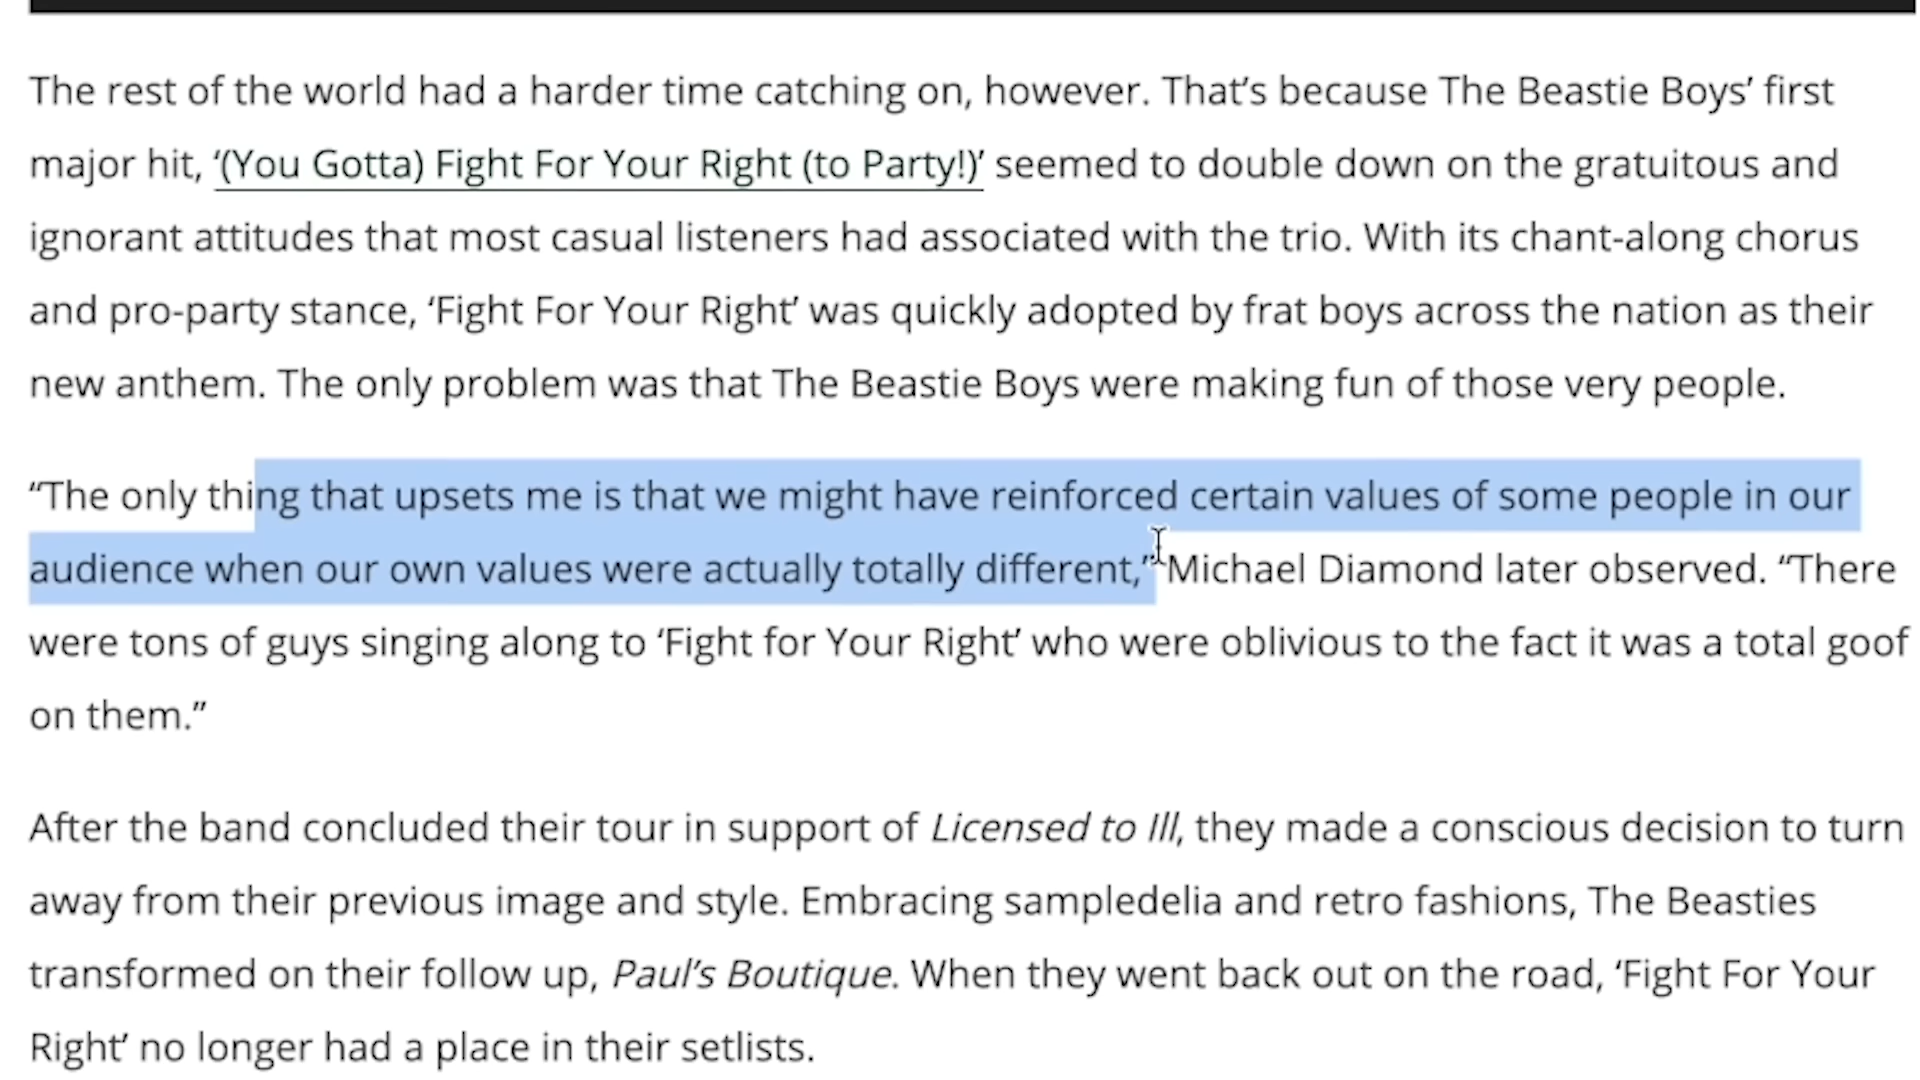 The rest of the world had a harder time catching on, however. That’s because The Beastie Boys’ first
major hit, ‘(You Gotta) Fight For Your Right (to Party!)’ seemed to double down on the gratuitous and
ignorant attitudes that most casual listeners had associated with the trio. With its chant-along chorus
and pro-party stance, ‘Fight For Your Right’ was quickly adopted by frat boys across the nation as their
new anthem. The only problem was that The Beastie Boys were making fun of those very people.
“The only thing that upsets me is that we might have reinforced certain values of some people in our
audience when our own values were actually totally different,” Michael Diamond later observed. “There
were tons of guys singing along to ‘Fight for Your Right’ who were oblivious to the fact it was a total goof
on them.”
After the band concluded their tour in support of Licensed to Ill, they made a conscious decision to turn
away from their previous image and style. Embracing sampledelia and retro fashions, The Beasties
transformed on their follow up, Paul’s Boutique. When they went back out on the road, ‘Fight For Your
Right’ no longer had a place in their setlists.